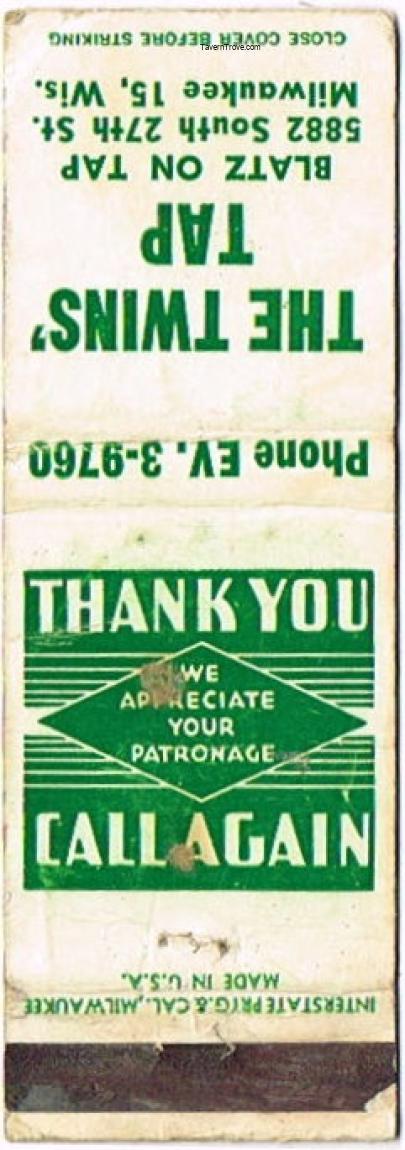 CLOSE COVER BEFORE STRIKING
TavernTrove.com
THE TWINS'
TAP
BLATZ ON TAP
5882 South 27th St.
Milwaukee 15, Wis.
Phone EV. 3-9760
THANK YOU
WE
APPRECIATE
YOUR
PATRONAGE
CALL AGAIN
INTERSTATE PRTG. & CAL., MILWAUKEE
MADE IN U.S.A.